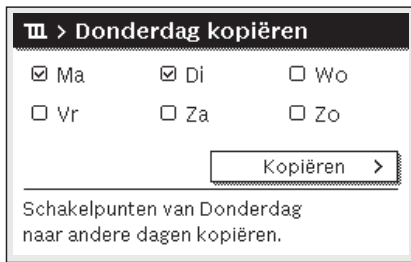 > Donderdag kopiëren
Ma Di Wo
Vr Za Zo
Kopiëren >
Schakelpunten van Donderdag
naar andere dagen kopiëren.